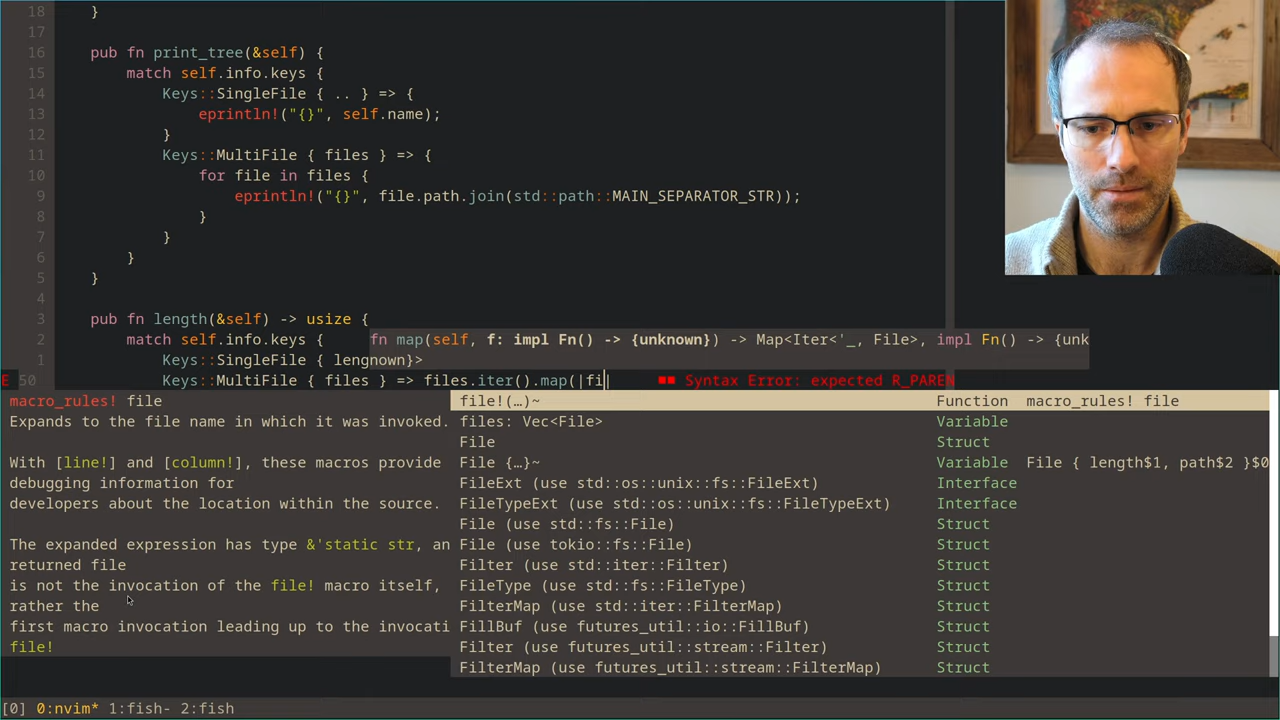 18 }
17
16 pub fn print_tree(&self) {
15 match self.info.keys {
14 Keys::SingleFile { .. } => {
13 eprintln!("{}", self.name);
12 }
11 Keys::MultiFile { files } => {
10 for file in files {
9 eprintln!("{}", file.path.join(std::path::MAIN_SEPARATOR_STR));
8 }
7 }
6 }
5 }
4
3 pub fn length(&self) -> usize {
2 match self.info.keys { fn map(self, f: impl Fn() -> {unknown}) -> Map<Iter<'_, File>, impl Fn() -> {unk
1 Keys::SingleFile { lengnown}>
E 50 Keys::MultiFile { files } => files.iter().map(|fi| ■■ Syntax Error: expected R_PAREN
macro_rules! file
Expands to the file name in which it was invoked.
With [line!] and [column!], these macros provide
debugging information for
developers about the location within the source.
The expanded expression has type &'static str, an
returned file
is not the invocation of the file! macro itself,
rather the
first macro invocation leading up to the invocati
file!
file!(…)~ Function macro_rules! file
files: Vec<File> Variable
File Struct
File {…}~ Variable File { length$1, path$2 }$0
FileExt (use std::os::unix::fs::FileExt) Interface
FileTypeExt (use std::os::unix::fs::FileTypeExt) Interface
File (use std::fs::File) Struct
File (use tokio::fs::File) Struct
Filter (use std::iter::Filter) Struct
FileType (use std::fs::FileType) Struct
FilterMap (use std::iter::FilterMap) Struct
FillBuf (use futures_util::io::FillBuf) Struct
Filter (use futures_util::stream::Filter) Struct
FilterMap (use futures_util::stream::FilterMap) Struct
[0] 0:nvim* 1:fish- 2:fish